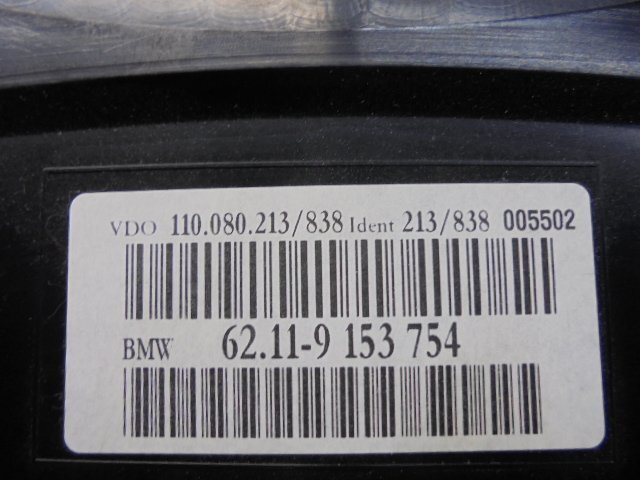 VDO 110.080.213/838 Ident 213/838 005502
BMW 62.11-9 153 754